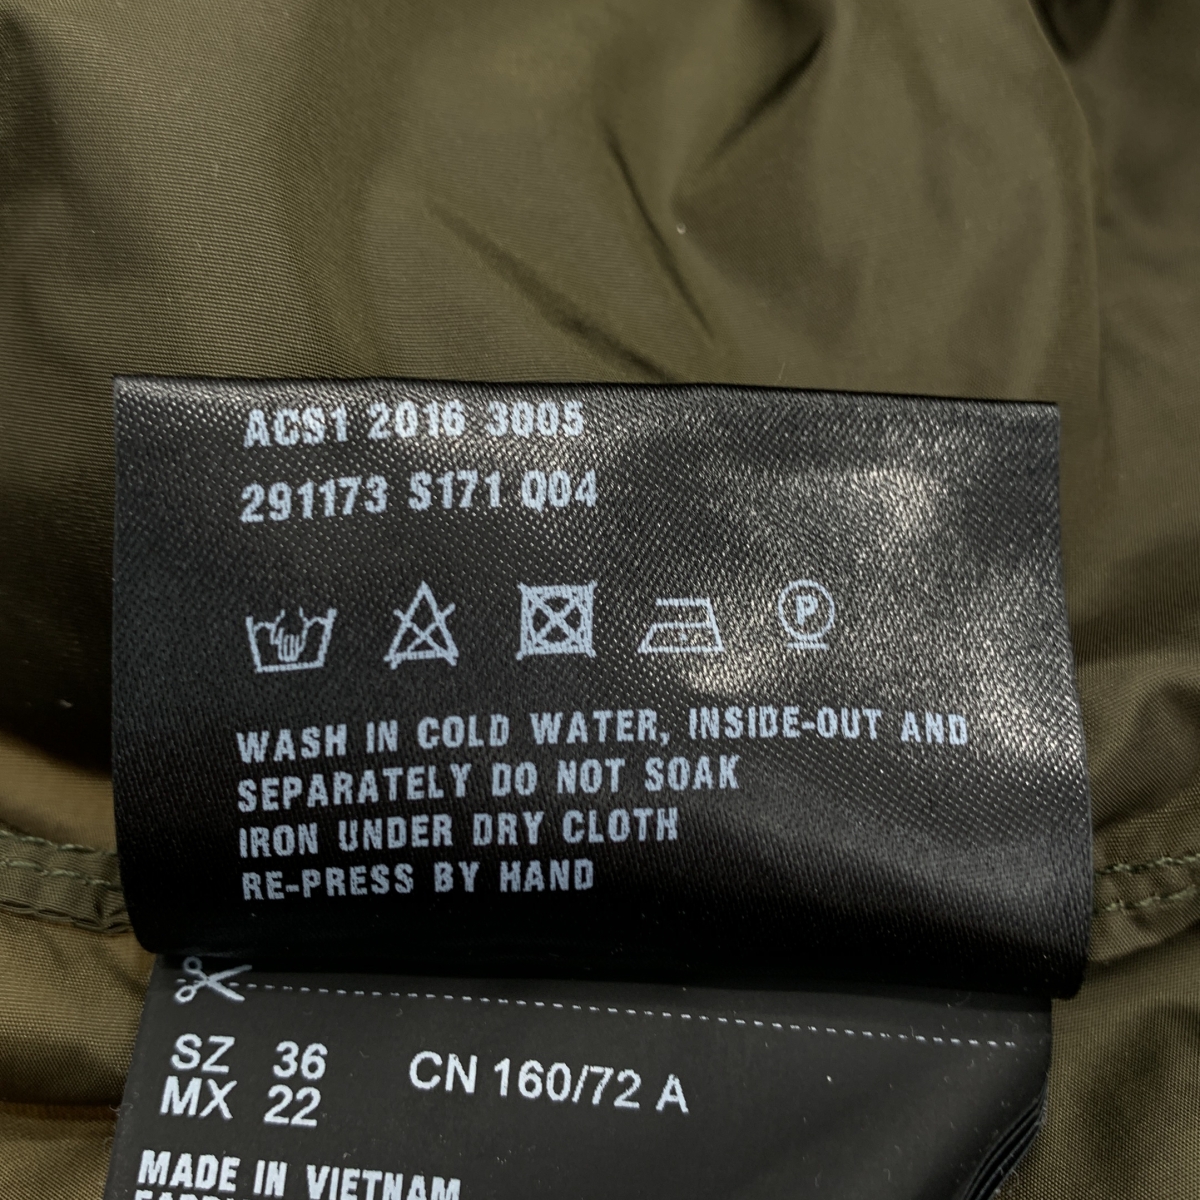 ACS1 2016 3005
291173 S171 Q04
P
WASH IN COLD WATER, INSIDE-OUT AND
SEPARATELY DO NOT SOAK
IRON UNDER DRY CLOTH
RE-PRESS BY HAND
SZ 36 CN 160/72 A
MX 22
MADE IN VIETNAM